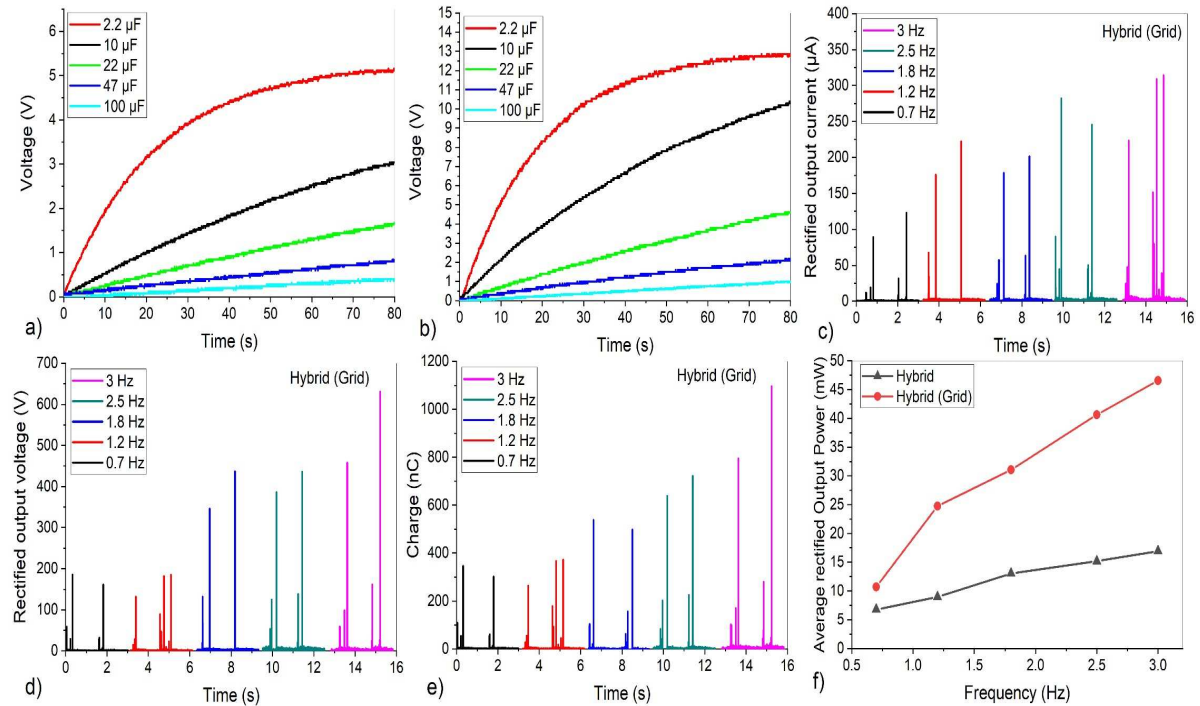 2.2 µF
10 µF
22 µF
47 µF
100 µF
Voltage (V)
6
5
4
3
2
1
0
0 10 20 30 40 50 60 70 80
Time (s)
a)
2.2 µF
10 µF
22 µF
47 µF
100 µF
Voltage (V)
15
14
13
12
11
10
9
8
7
6
5
4
3
2
1
0
0 10 20 30 40 50 60 70 80
Time (s)
b)
3 Hz
2.5 Hz
1.8 Hz
1.2 Hz
0.7 Hz
Hybrid (Grid)
Rectified output current (µA)
400
350
300
250
200
150
100
50
0
0 2 4 6 8 10 12 14 16
Time (s)
c)
3 Hz
2.5 Hz
1.8 Hz
1.2 Hz
0.7 Hz
Hybrid (Grid)
Rectified output voltage (V)
700
600
500
400
300
200
100
0
0 2 4 6 8 10 12 14 16
Time (s)
d)
3 Hz
2.5 Hz
1.8 Hz
1.2 Hz
0.7 Hz
Hybrid (Grid)
Charge (nC)
1200
1000
800
600
400
200
0
0 2 4 6 8 10 12 14 16
Time (s)
e)
Hybrid
Hybrid (Grid)
Average rectified Output Power (mW)
50
45
40
35
30
25
20
15
10
5
0
0.5 1.0 1.5 2.0 2.5 3.0
Frequency (Hz)
f)